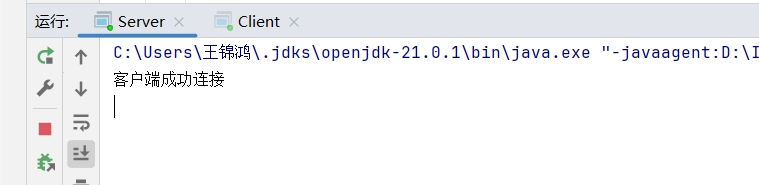 运行: Server Client
C:\Users\王锦鸿\.jdks\openjdk-21.0.1\bin\java.exe "-javaagent:D:\I
客户端成功连接